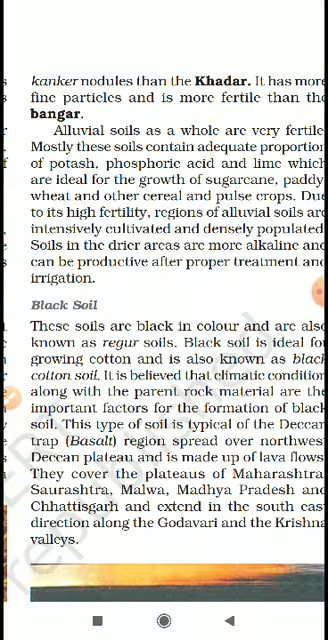 kanker nodules than the Khadar. It has more
fine particles and is more fertile than the
bangar.
Alluvial soils as a whole are very fertile.
Mostly these soils contain adequate proportion
of potash, phosphoric acid and lime which
are ideal for the growth of sugarcane, paddy,
wheat and other cereal and pulse crops. Due
to its high fertility, regions of alluvial soils are
intensively cultivated and densely populated.
Soils in the drier areas are more alkaline and
can be productive after proper treatment and
irrigation.
Black Soil
These soils are black in colour and are also
known as regur soils. Black soil is ideal for
growing cotton and is also known as black
cotton soil. It is believed that climatic condition
along with the parent rock material are the
important factors for the formation of black
soil. This type of soil is typical of the Deccan
trap (Basalt) region spread over northwest
Deccan plateau and is made up of lava flows.
They cover the plateaus of Maharashtra,
Saurashtra, Malwa, Madhya Pradesh and
Chhattisgarh and extend in the south east
direction along the Godavari and the Krishna
valleys.